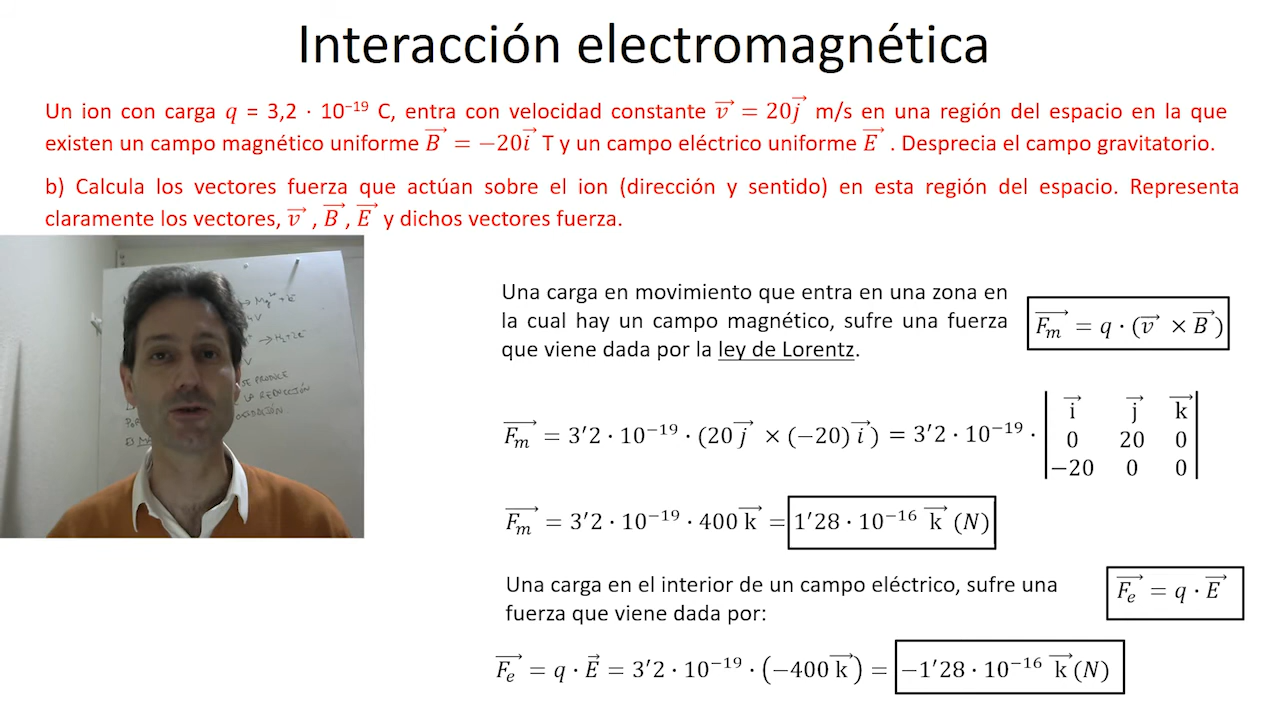 Interacción electromagnética
Un ion con carga q = 3,2 · 10⁻¹⁹ C, entra con velocidad constante v⃗ = 20j⃗ m/s en una región del espacio en la que
existen un campo magnético uniforme B⃗ = −20i⃗ T y un campo eléctrico uniforme E⃗ . Desprecia el campo gravitatorio.
b) Calcula los vectores fuerza que actúan sobre el ion (dirección y sentido) en esta región del espacio. Representa
claramente los vectores, v⃗ , B⃗, E⃗ y dichos vectores fuerza.
Mg²⁺ + 
SE PRODUCE
LA REDUCCIÓN
Una carga en movimiento que entra en una zona en
la cual hay un campo magnético, sufre una fuerza
que viene dada por la ley de Lorentz.
F⃗ₘ = q · (v⃗ × B⃗ )
F⃗ₘ = 3′2 · 10⁻¹⁹ · (20 j⃗ × (−20) i⃗ ) = 3′2 · 10⁻¹⁹ ·
| i⃗ j⃗ k⃗ |
| 0 20 0 |
| −20 0 0 |
F⃗ₘ = 3′2 · 10⁻¹⁹ · 400 k⃗ = 1′28 · 10⁻¹⁶ k⃗ (N)
Una carga en el interior de un campo eléctrico, sufre una
fuerza que viene dada por:
F⃗ₑ = q · E⃗
F⃗ₑ = q · E⃗ = 3′2 · 10⁻¹⁹ · (−400 k⃗ ) = −1′28 · 10⁻¹⁶ k⃗ (N)